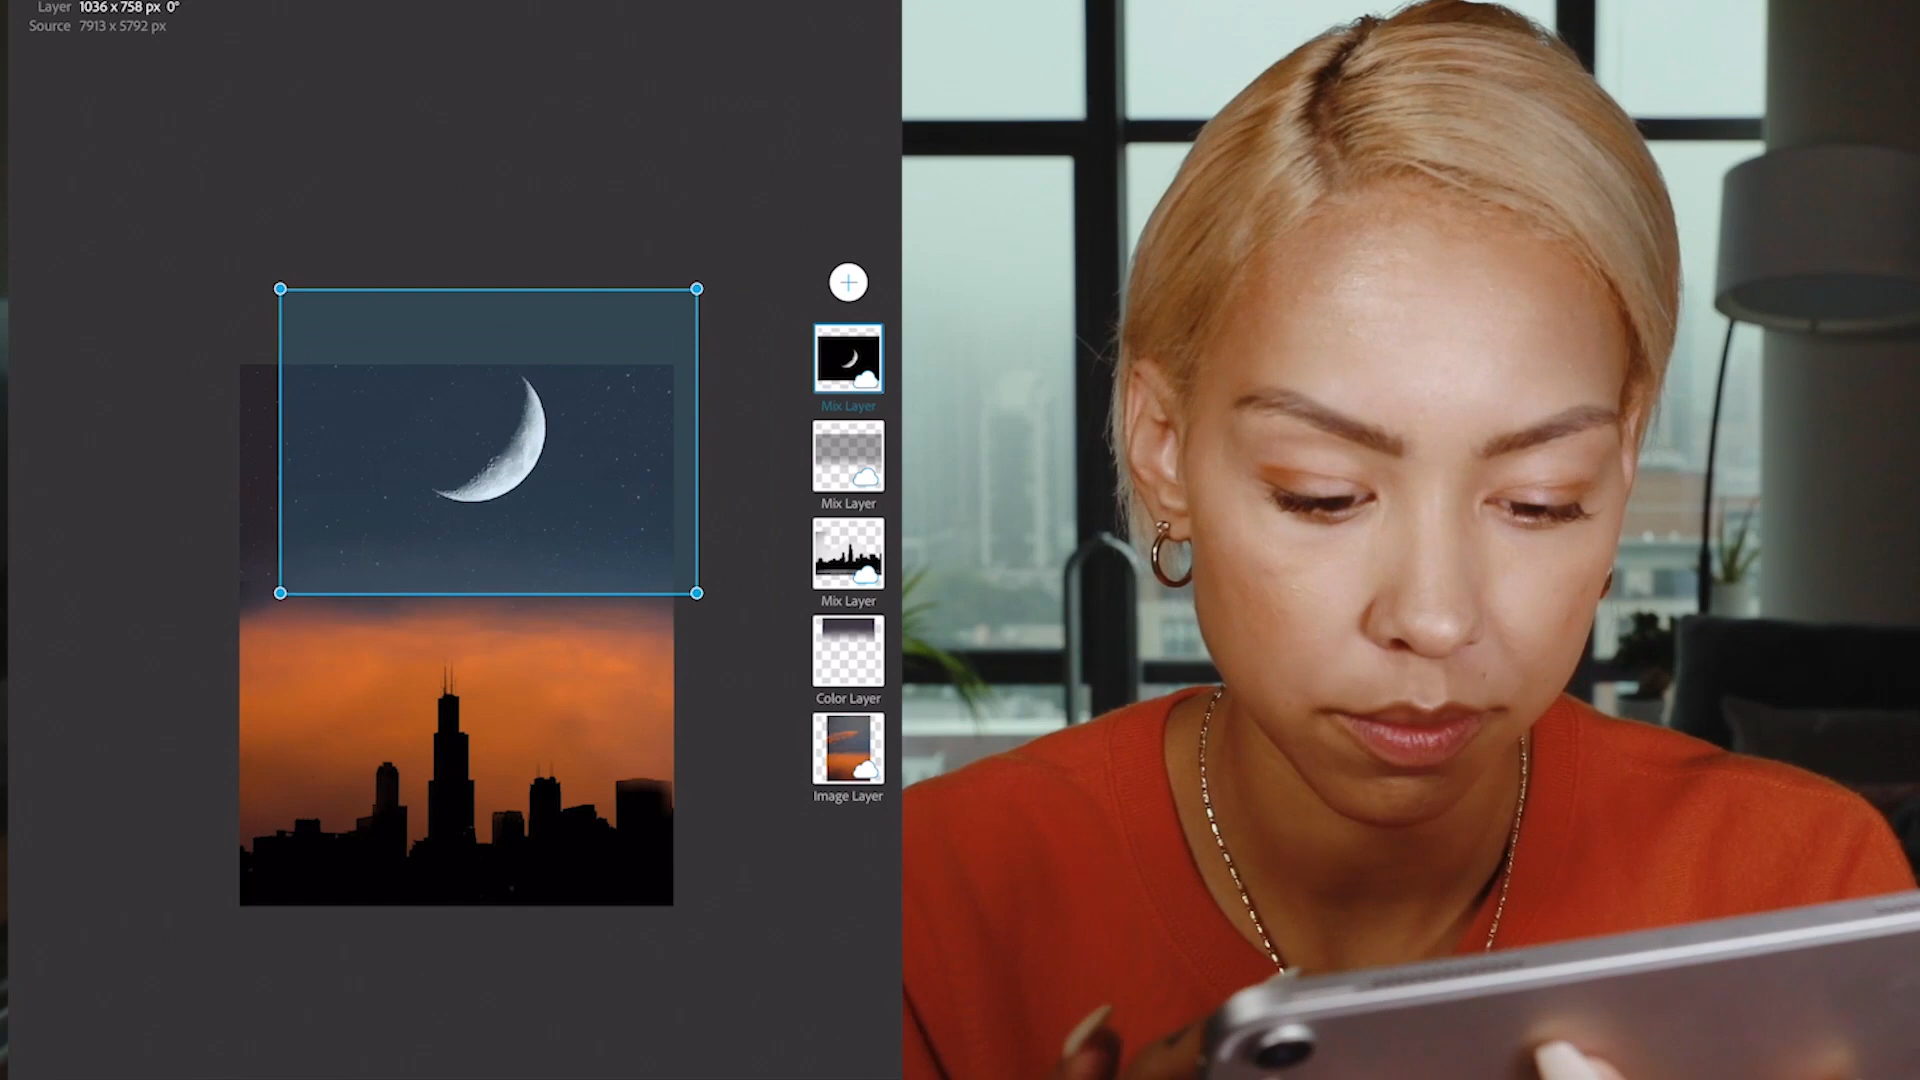 Layer 1036 x 758 px 0°
Source 7913 x 5792 px
Mix Layer
Mix Layer
Mix Layer
Color Layer
Image Layer